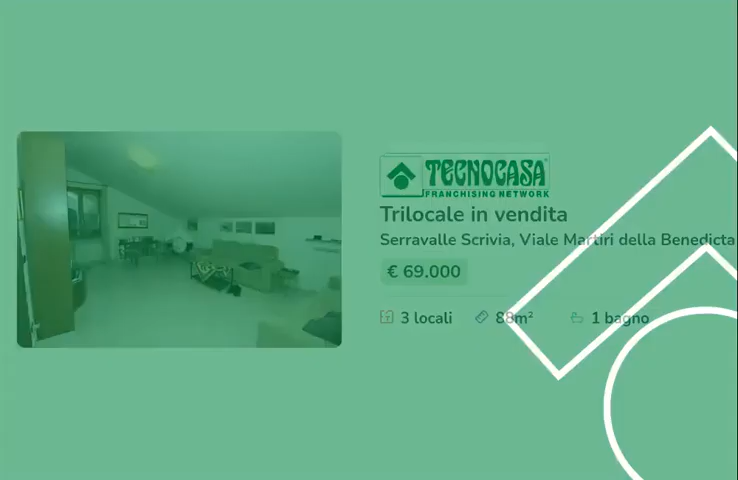 TECNOCASA
FRANCHISING NETWORK
Trilocale in vendita
Serravalle Scrivia, Viale Martiri della Benedicta
€ 69.000
3 locali 88m² 1 bagno